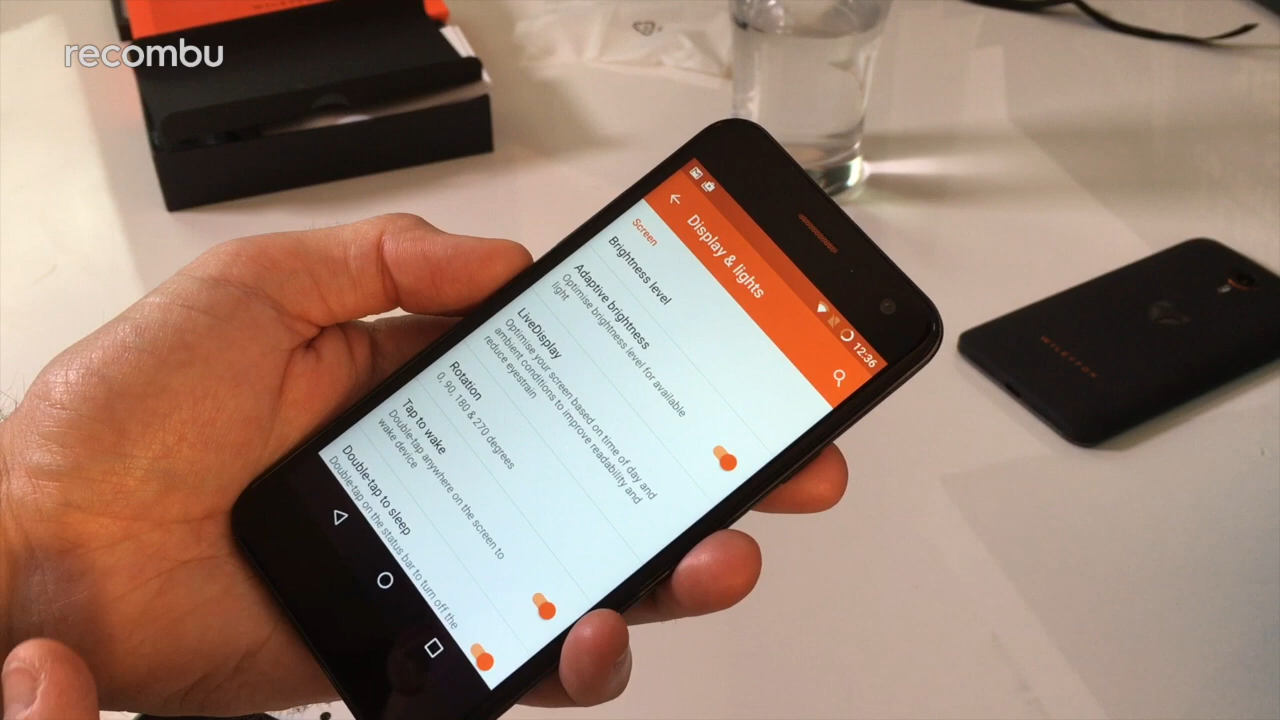 recombu
12:36
Display & lights
Screen
Brightness level
Adaptive brightness
Optimise brightness level for available
light
LiveDisplay
Optimise your screen based on time of day and
ambient conditions to improve readability and
reduce eyestrain
Rotation
0, 90, 180 & 270 degrees
Tap to wake
Double-tap anywhere on the screen to
wake device
Double-tap to sleep
Double-tap on the status bar to turn off the
WILEYFOX